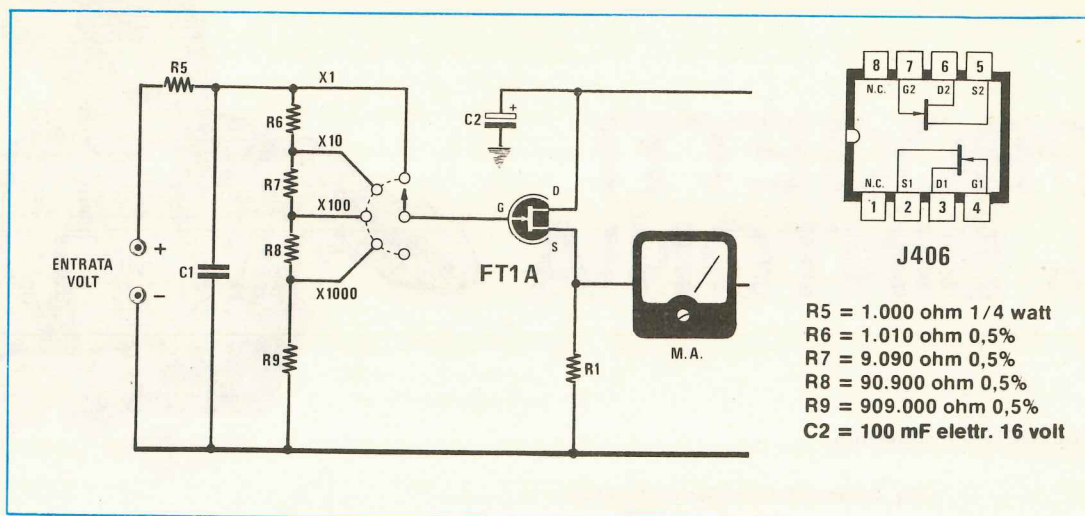 R5
X1
R6
X10
R7
X100
R8
X1000
R9
C1
ENTRATA
VOLT
+
−
C2
+
D
G
S
FT1A
M.A.
R1
8 7 6 5
N.C. G2 D2 S2
N.C. S1 D1 G1
1 2 3 4
J406
R5 = 1.000 ohm 1/4 watt
R6 = 1.010 ohm 0,5%
R7 = 9.090 ohm 0,5%
R8 = 90.900 ohm 0,5%
R9 = 909.000 ohm 0,5%
C2 = 100 mF elettr. 16 volt